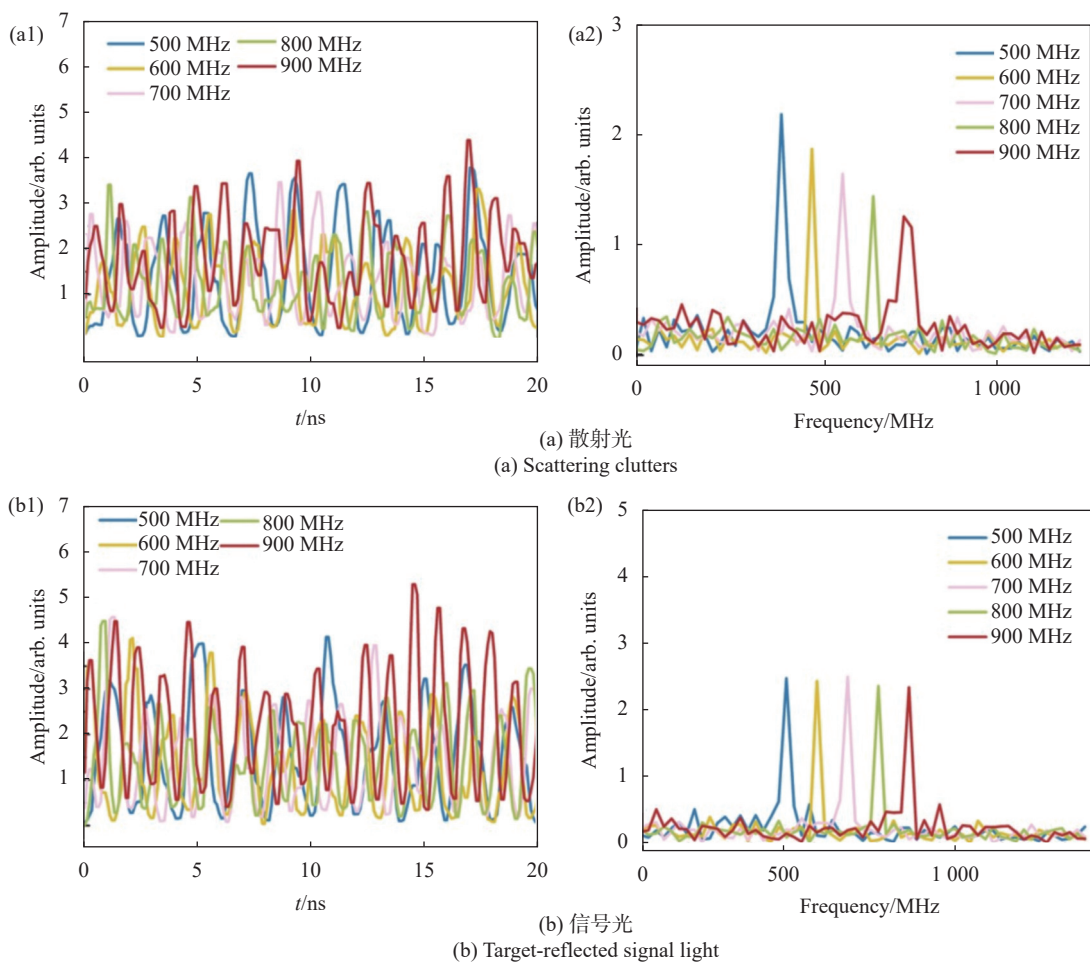 (a1)
7
6
5
4
3
2
1
Amplitude/arb. units
500 MHz
600 MHz
700 MHz
800 MHz
900 MHz
0
5
10
15
20
t/ns
(a2)
3
2
1
0
Amplitude/arb. units
500 MHz
600 MHz
700 MHz
800 MHz
900 MHz
0
500
1 000
Frequency/MHz
(a) 散射光
(a) Scattering clutters
(b1)
7
6
5
4
3
2
1
Amplitude/arb. units
500 MHz
600 MHz
700 MHz
800 MHz
900 MHz
0
5
10
15
20
t/ns
(b2)
5
4
3
2
1
0
Amplitude/arb. units
500 MHz
600 MHz
700 MHz
800 MHz
900 MHz
0
500
1 000
Frequency/MHz
(b) 信号光
(b) Target-reflected signal light